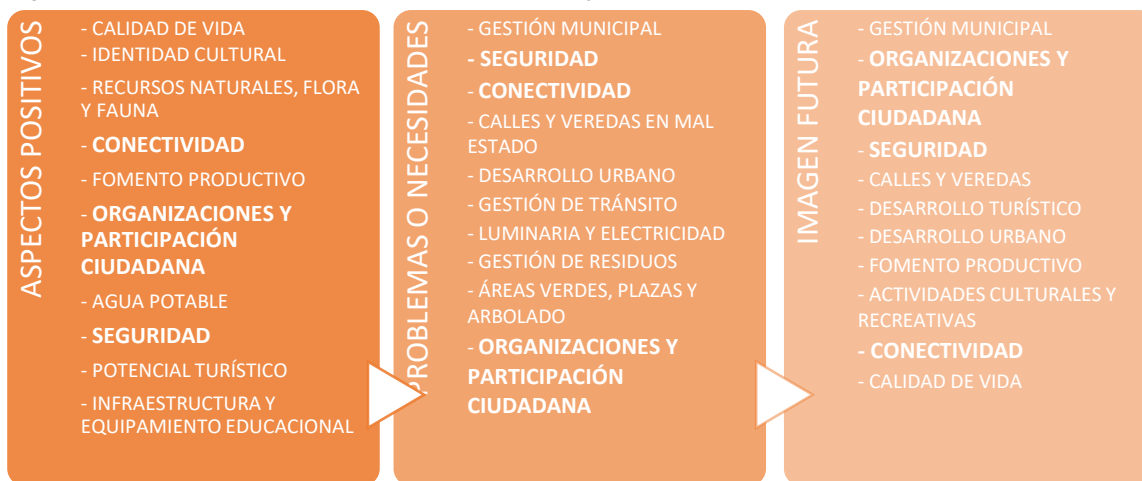 ASPECTOS POSITIVOS
- CALIDAD DE VIDA
- IDENTIDAD CULTURAL
- RECURSOS NATURALES, FLORA
Y FAUNA
- CONECTIVIDAD
- FOMENTO PRODUCTIVO
- ORGANIZACIONES Y
PARTICIPACIÓN
CIUDADANA
- AGUA POTABLE
- SEGURIDAD
- POTENCIAL TURÍSTICO
- INFRAESTRUCTURA Y
EQUIPAMIENTO EDUCACIONAL
PROBLEMAS O NECESIDADES
- GESTIÓN MUNICIPAL
- SEGURIDAD
- CONECTIVIDAD
- CALLES Y VEREDAS EN MAL
ESTADO
- DESARROLLO URBANO
- GESTIÓN DE TRÁNSITO
- LUMINARIA Y ELECTRICIDAD
- GESTIÓN DE RESIDUOS
- ÁREAS VERDES, PLAZAS Y
ARBOLADO
- ORGANIZACIONES Y
PARTICIPACIÓN
CIUDADANA
IMAGEN FUTURA
- GESTIÓN MUNICIPAL
- ORGANIZACIONES Y
PARTICIPACIÓN
CIUDADANA
- SEGURIDAD
- CALLES Y VEREDAS
- DESARROLLO TURÍSTICO
- DESARROLLO URBANO
- FOMENTO PRODUCTIVO
- ACTIVIDADES CULTURALES Y
RECREATIVAS
- CONECTIVIDAD
- CALIDAD DE VIDA